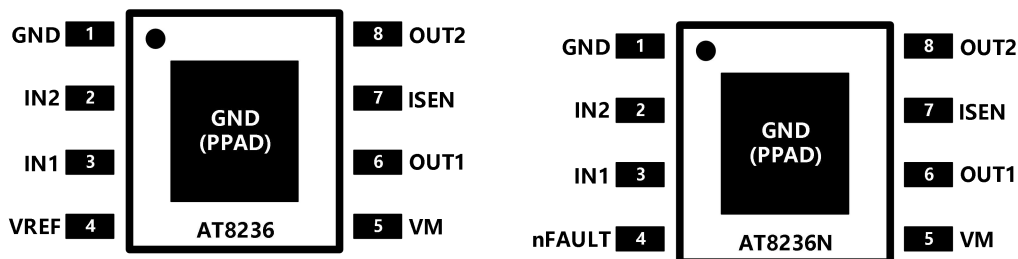 GND 1 8 OUT2
IN2 2 7 ISEN
GND
(PPAD)
IN1 3 6 OUT1
VREF 4 5 VM
AT8236
GND 1 8 OUT2
IN2 2 7 ISEN
GND
(PPAD)
IN1 3 6 OUT1
nFAULT 4 5 VM
AT8236N